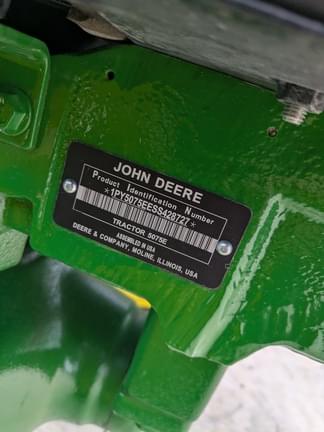 JOHN DEERE
Product Identification Number
*1PY5075EESS428727*
TRACTOR 5075E
ASSEMBLED IN USA
DEERE & COMPANY, MOLINE, ILLINOIS, USA